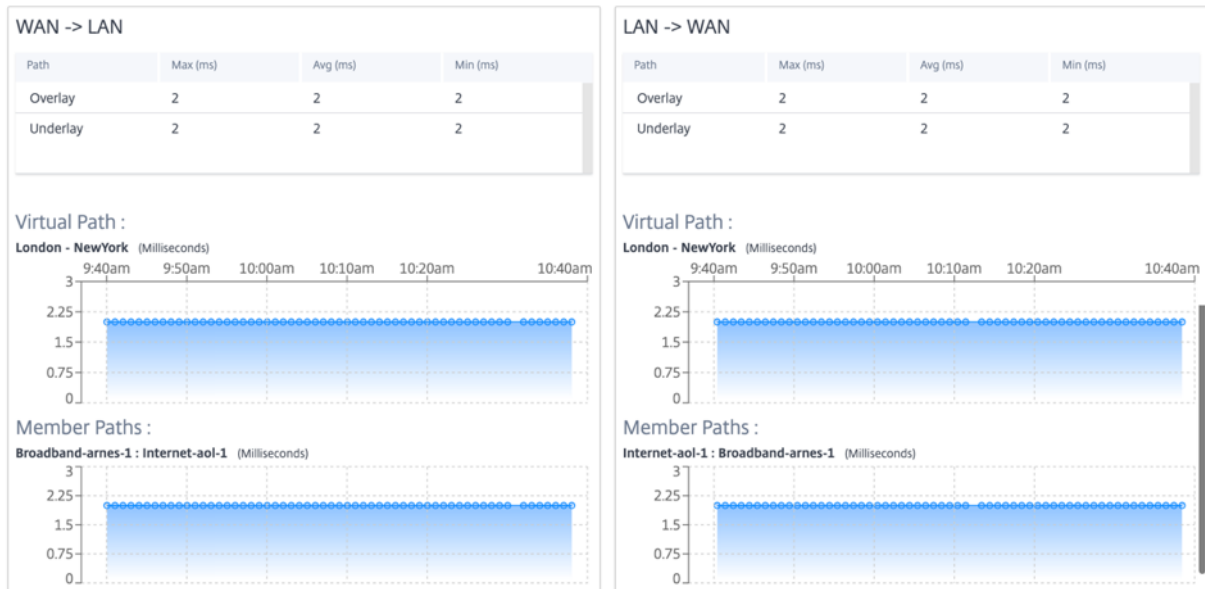 WAN -> LAN
Path Max (ms) Avg (ms) Min (ms)
Overlay 2 2 2
Underlay 2 2 2
Virtual Path :
London - NewYork (Milliseconds)
9:40am 9:50am 10:00am 10:10am 10:20am 10:40am
3
2.25
1.5
0.75
0
Member Paths :
Broadband-arnes-1 : Internet-aol-1 (Milliseconds)
3
2.25
1.5
0.75
0
LAN -> WAN
Path Max (ms) Avg (ms) Min (ms)
Overlay 2 2 2
Underlay 2 2 2
Virtual Path :
London - NewYork (Milliseconds)
9:40am 9:50am 10:00am 10:10am 10:20am 10:40am
3
2.25
1.5
0.75
0
Member Paths :
Internet-aol-1 : Broadband-arnes-1 (Milliseconds)
3
2.25
1.5
0.75
0